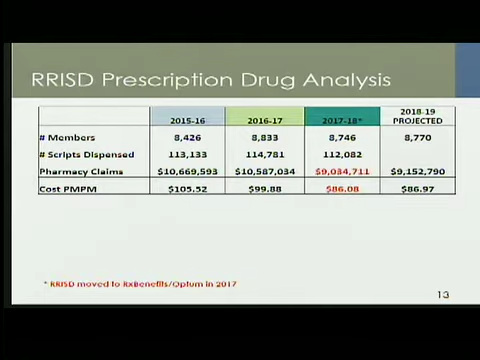 RRISD Prescription Drug Analysis
2015-16 2016-17 2017-18* 2018-19 PROJECTED
# Members 8,426 8,833 8,746 8,770
# Scripts Dispensed 113,133 114,781 112,082
Pharmacy Claims $10,669,593 $10,587,034 $9,034,711 $9,152,790
Cost PMPM $105.52 $99.88 $86.08 $86.97
* RRISD moved to RxBenefits/Optum in 2017
13